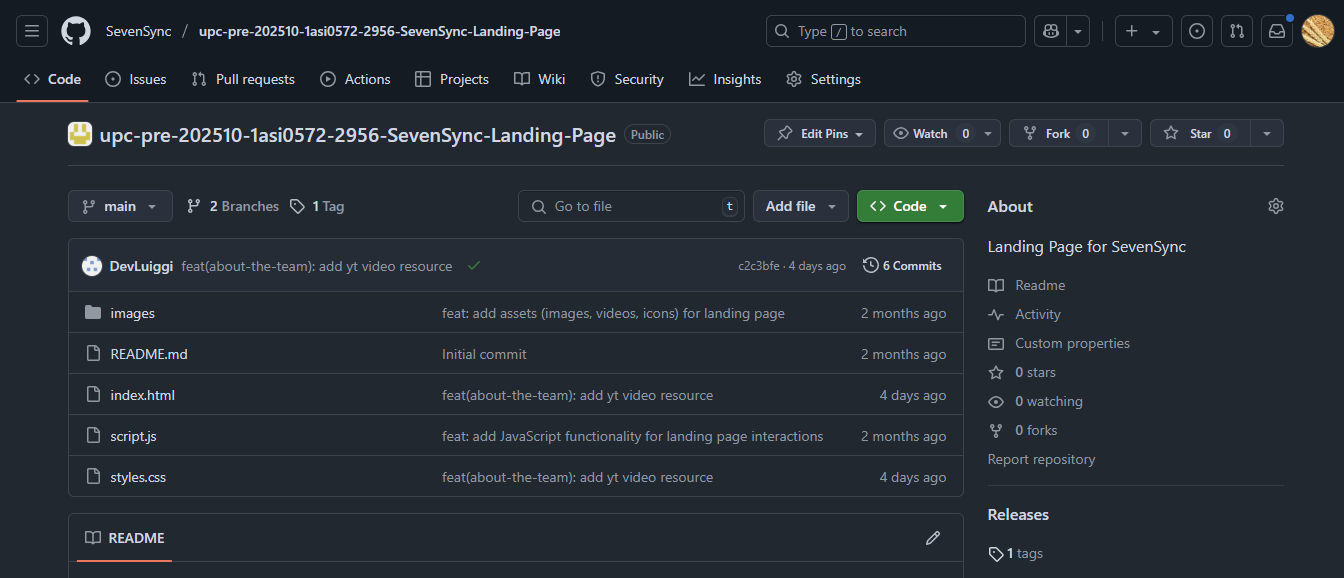 SevenSync / upc-pre-202510-1asi0572-2956-SevenSync-Landing-Page Type / to search
Code Issues Pull requests Actions Projects Wiki Security Insights Settings
upc-pre-202510-1asi0572-2956-SevenSync-Landing-Page Public Edit Pins Watch 0 Fork 0 Star 0
main 2 Branches 1 Tag Go to file t Add file Code
About
Landing Page for SevenSync
DevLuiggi feat(about-the-team): add yt video resource c2c3bfe · 4 days ago 6 Commits
images feat: add assets (images, videos, icons) for landing page 2 months ago
README.md Initial commit 2 months ago
index.html feat(about-the-team): add yt video resource 4 days ago
script.js feat: add JavaScript functionality for landing page interactions 2 months ago
styles.css feat(about-the-team): add yt video resource 4 days ago
README
Readme
Activity
Custom properties
0 stars
0 watching
0 forks
Report repository
Releases
1 tags